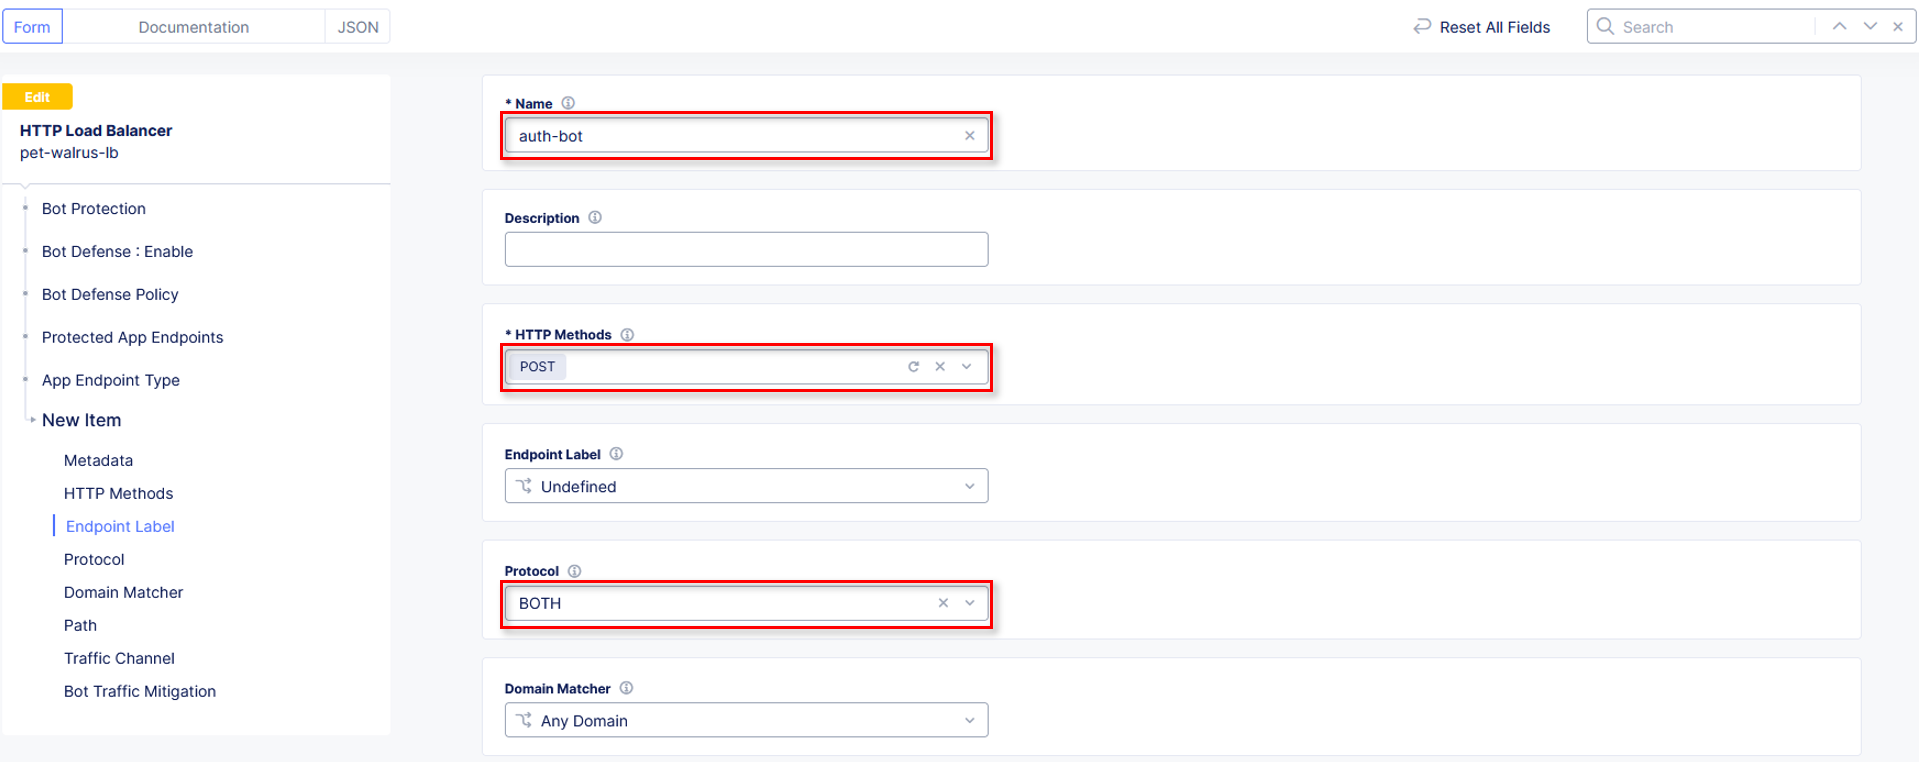 Form
Documentation
JSON
Reset All Fields
Search
Edit
HTTP Load Balancer
pet-walrus-lb
Bot Protection
Bot Defense : Enable
Bot Defense Policy
Protected App Endpoints
App Endpoint Type
New Item
Metadata
HTTP Methods
Endpoint Label
Protocol
Domain Matcher
Path
Traffic Channel
Bot Traffic Mitigation
* Name
auth-bot
Description
* HTTP Methods
POST
Endpoint Label
Undefined
Protocol
BOTH
Domain Matcher
Any Domain